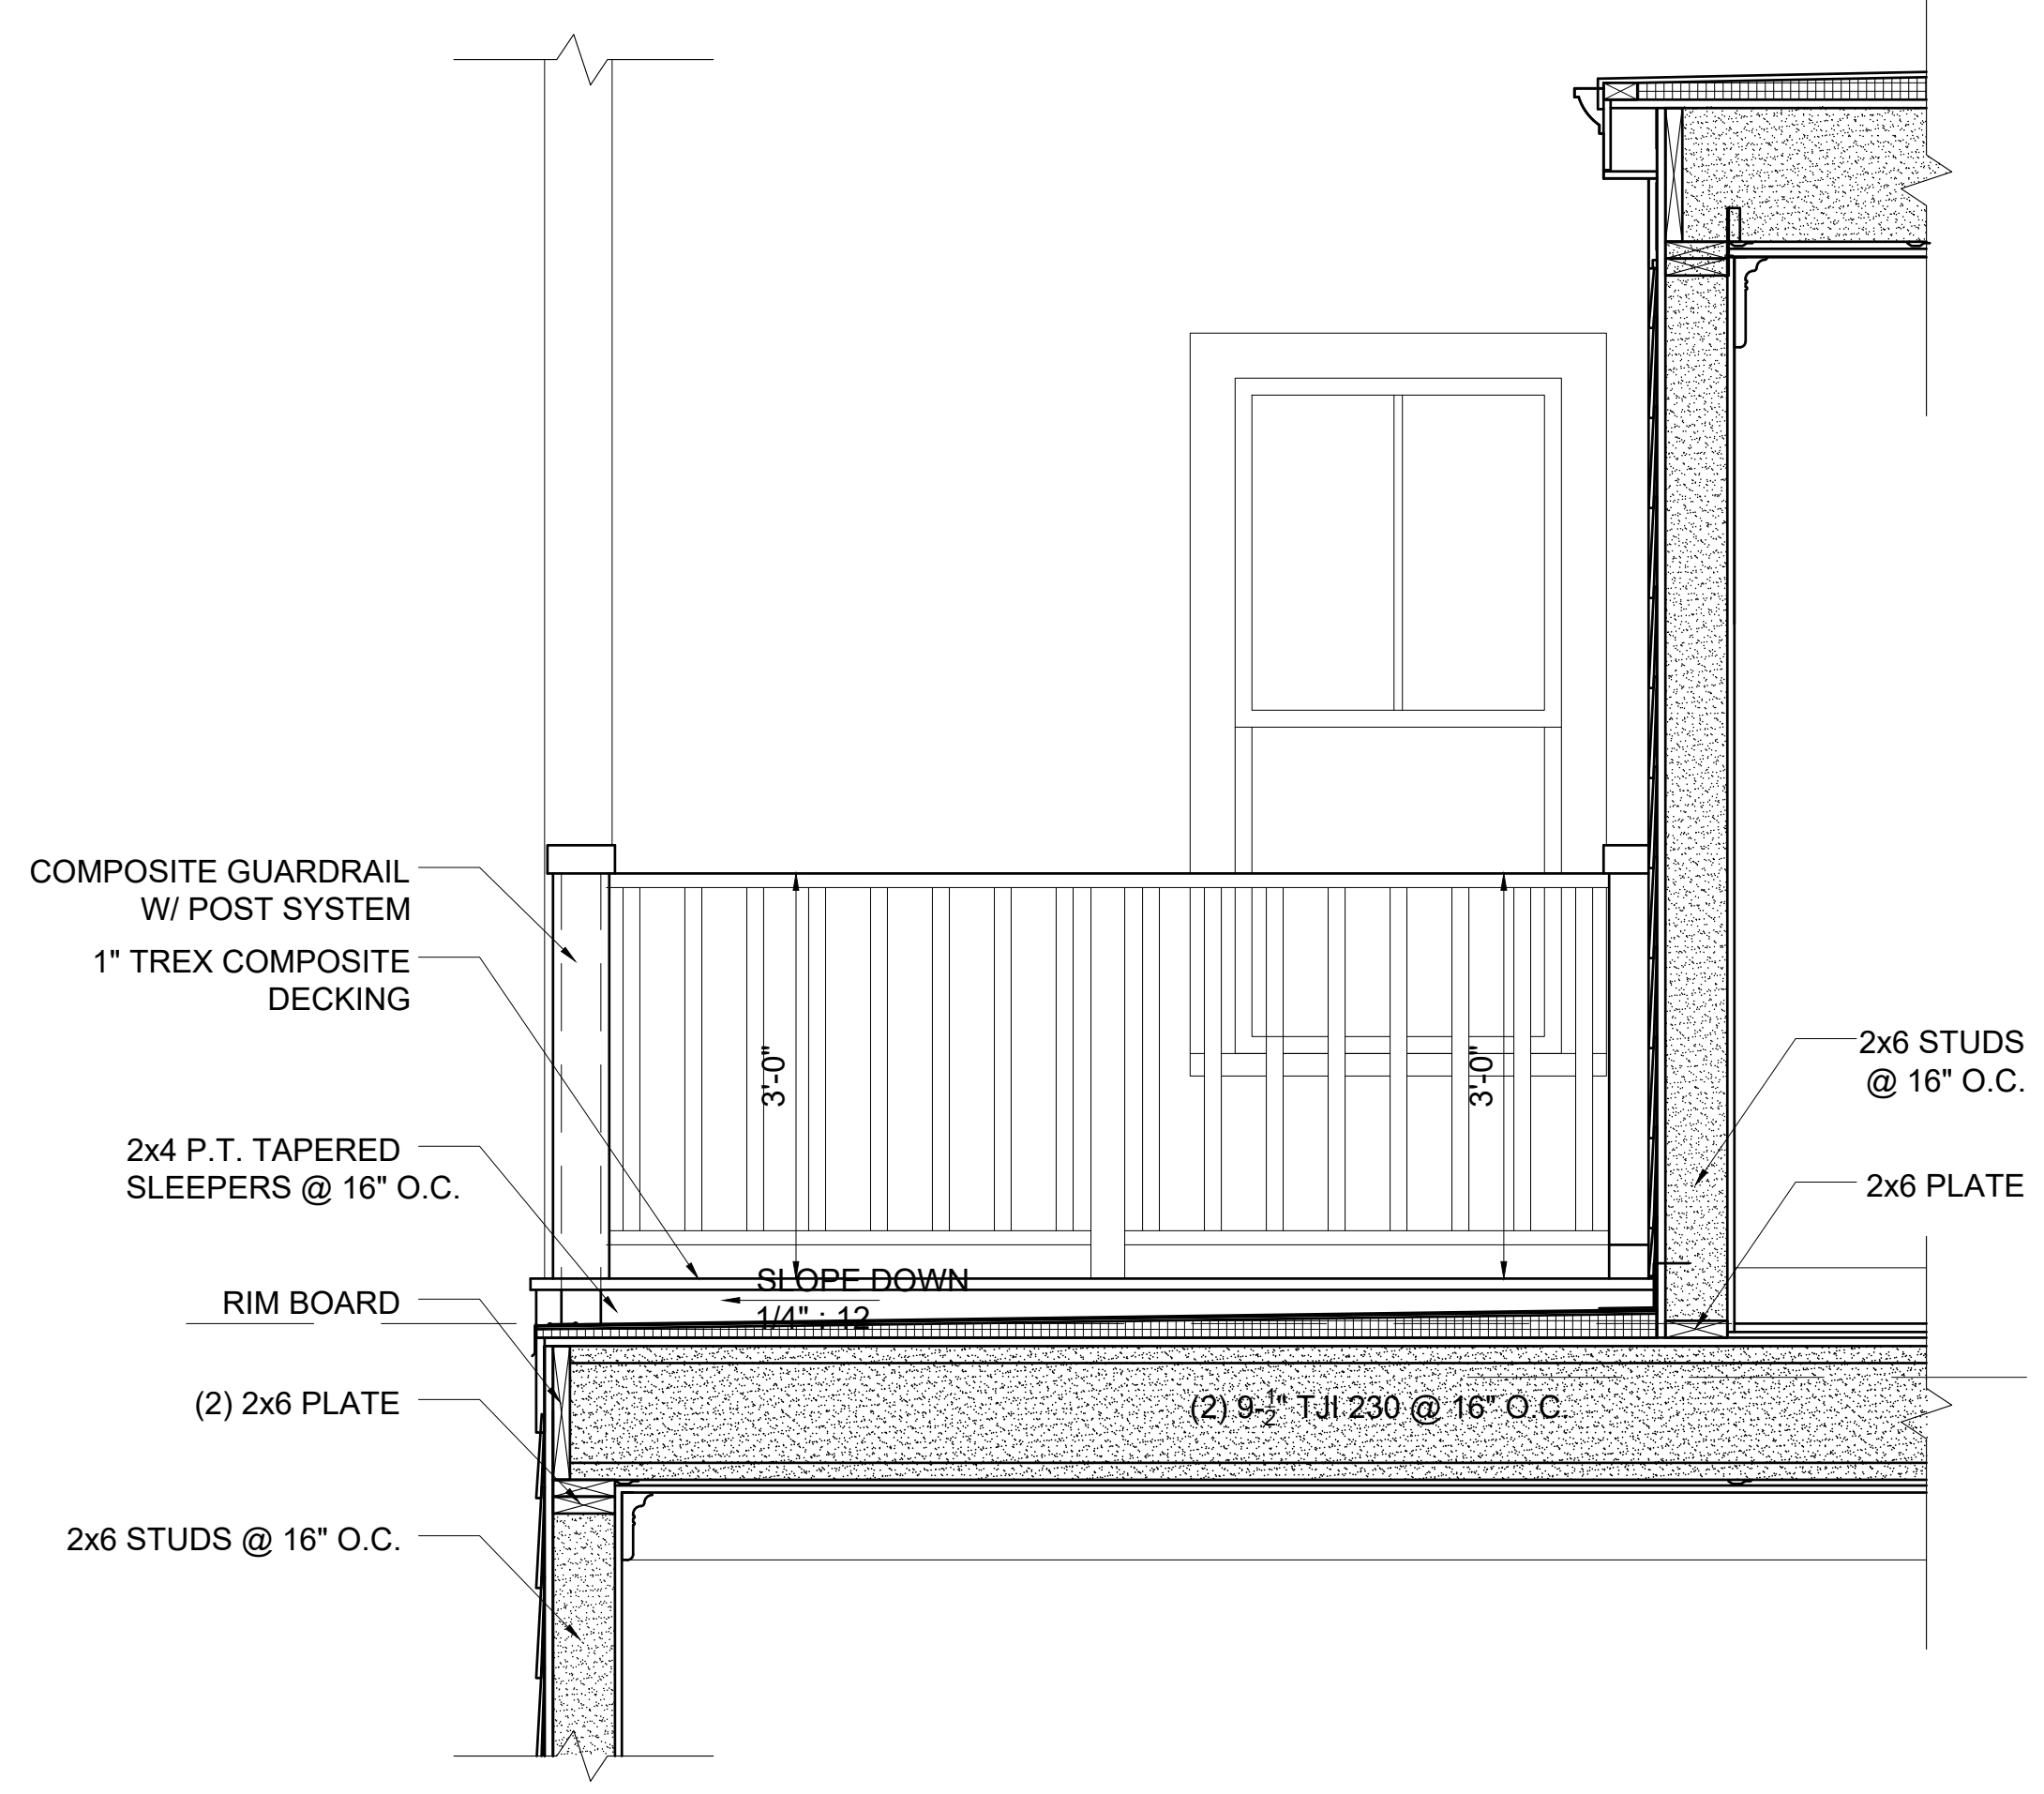 COMPOSITE GUARDRAIL
W/ POST SYSTEM
1" TREX COMPOSITE
DECKING
3'-0"
3'-0"
2x6 STUDS
@ 16" O.C.
2x4 P.T. TAPERED
SLEEPERS @ 16" O.C.
2x6 PLATE
SLOPE DOWN
1/4" : 12
RIM BOARD
(2) 2x6 PLATE
(2) 9-1/2" TJI 230 @ 16" O.C.
2x6 STUDS @ 16" O.C.